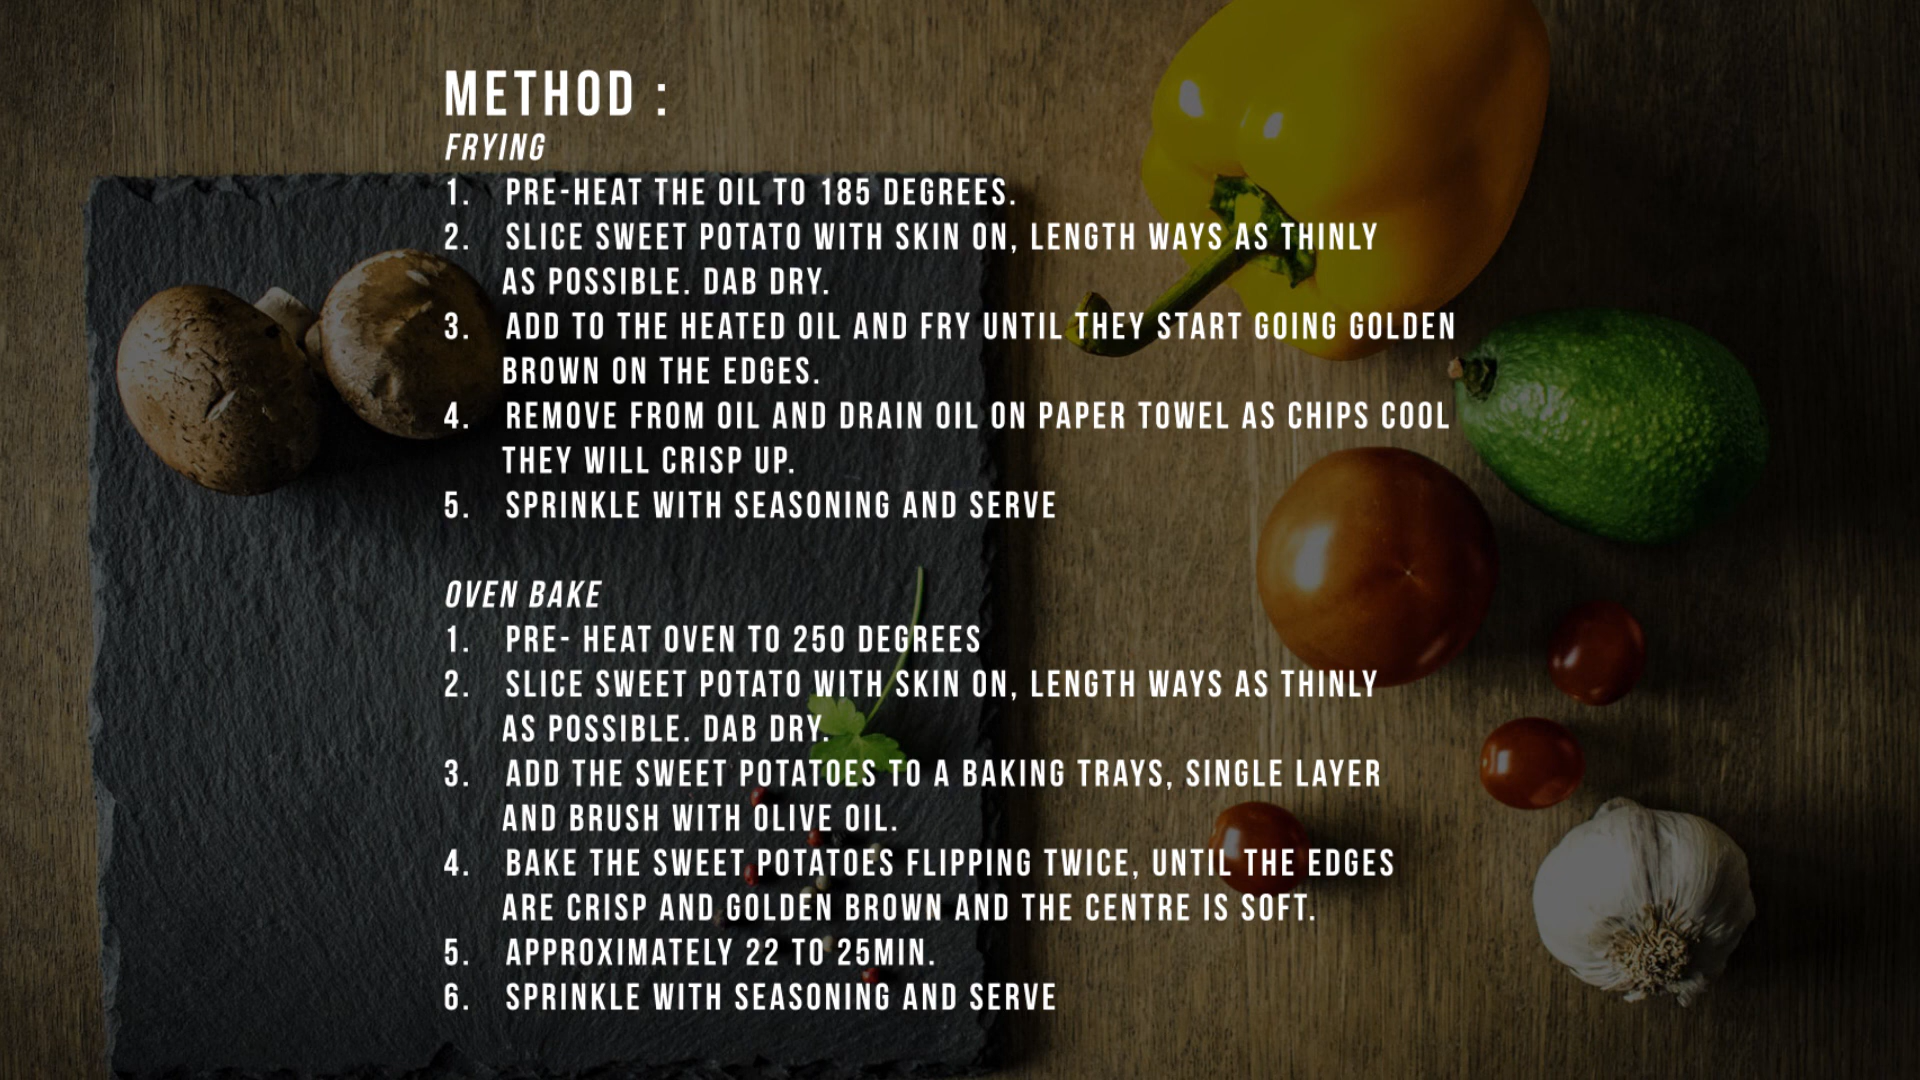 METHOD :
FRYING
1. PRE-HEAT THE OIL TO 185 DEGREES.
2. SLICE SWEET POTATO WITH SKIN ON, LENGTH WAYS AS THINLY
AS POSSIBLE. DAB DRY.
3. ADD TO THE HEATED OIL AND FRY UNTIL THEY START GOING GOLDEN
BROWN ON THE EDGES.
4. REMOVE FROM OIL AND DRAIN OIL ON PAPER TOWEL AS CHIPS COOL
THEY WILL CRISP UP.
5. SPRINKLE WITH SEASONING AND SERVE
OVEN BAKE
1. PRE- HEAT OVEN TO 250 DEGREES
2. SLICE SWEET POTATO WITH SKIN ON, LENGTH WAYS AS THINLY
AS POSSIBLE. DAB DRY.
3. ADD THE SWEET POTATOES TO A BAKING TRAYS, SINGLE LAYER
AND BRUSH WITH OLIVE OIL.
4. BAKE THE SWEET POTATOES FLIPPING TWICE, UNTIL THE EDGES
ARE CRISP AND GOLDEN BROWN AND THE CENTRE IS SOFT.
5. APPROXIMATELY 22 TO 25MIN.
6. SPRINKLE WITH SEASONING AND SERVE